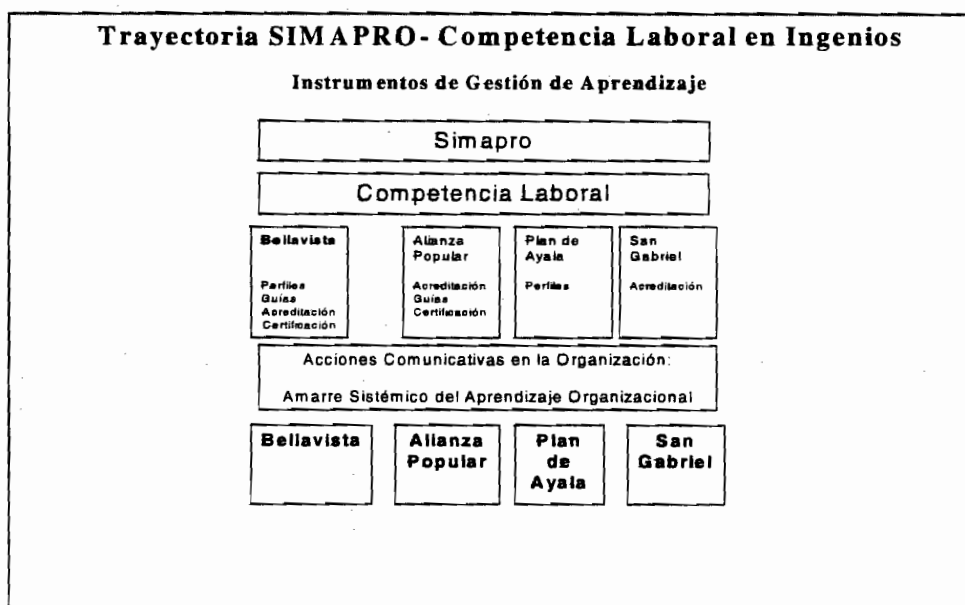 Trayectoria SIMAPRO- Competencia Laboral en Ingenios
Instrumentos de Gestión de Aprendizaje
Simapro
Competencia Laboral
Bellavista
Perfiles
Guías
Acreditación
Certificación
Alianza
Popular
Acreditación
Guías
Certificación
Plan de
Ayala
Perfiles
San
Gabriel
Acreditación
Acciones Comunicativas en la Organización:
Amarre Sistémico del Aprendizaje Organizacional
Bellavista
Alianza
Popular
Plan
de
Ayala
San
Gabriel